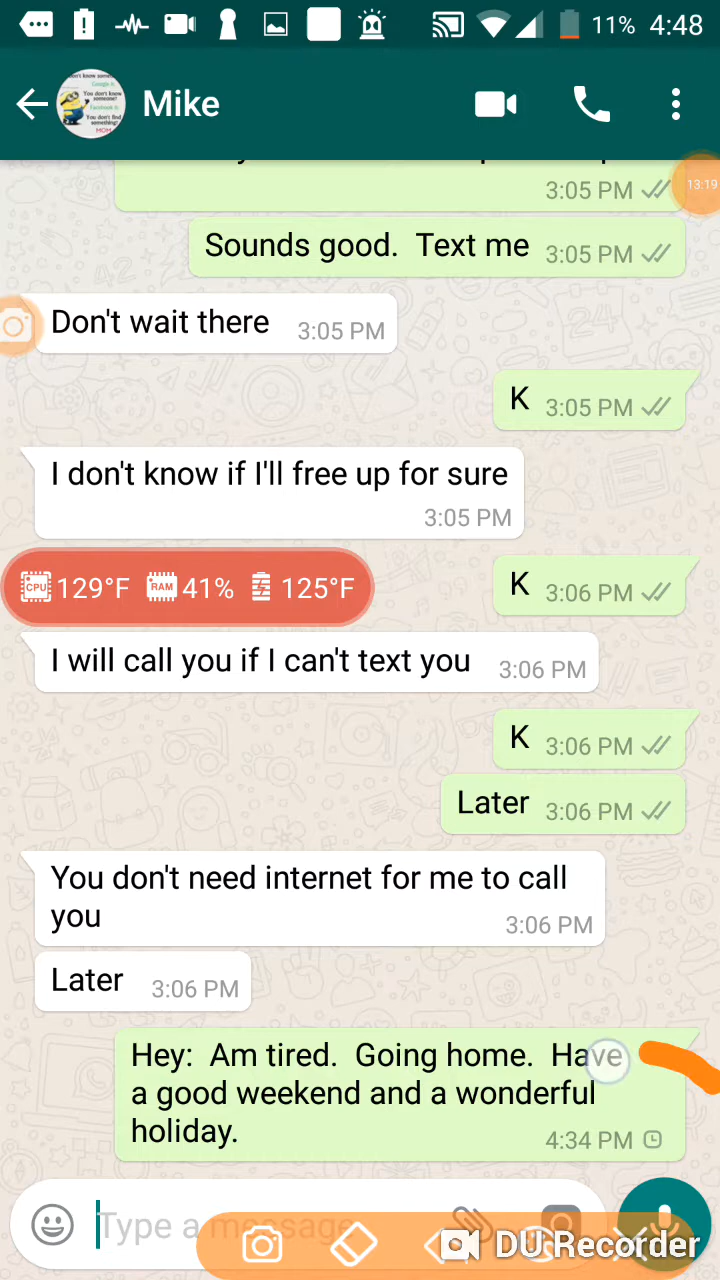 11% 4:48
Mike
3:05 PM
13:19
Sounds good. Text me 3:05 PM
Don't wait there 3:05 PM
K 3:05 PM
I don't know if I'll free up for sure
3:05 PM
CPU 129°F RAM 41% 125°F
K 3:06 PM
I will call you if I can't text you 3:06 PM
K 3:06 PM
Later 3:06 PM
You don't need internet for me to call
you 3:06 PM
Later 3:06 PM
Hey: Am tired. Going home. Have
a good weekend and a wonderful
holiday. 4:34 PM
Type a message
DU Recorder